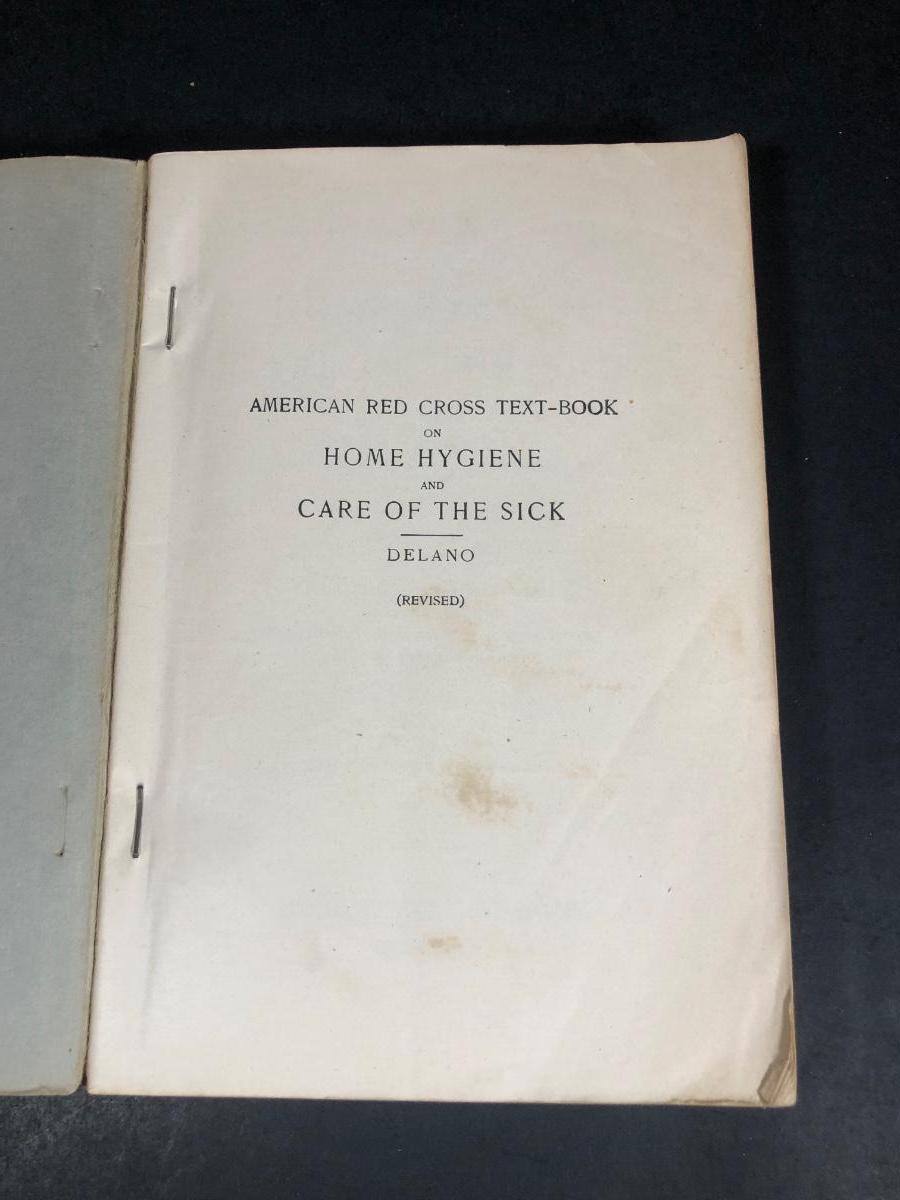 AMERICAN RED CROSS TEXT-BOOK
ON
HOME HYGIENE
AND
CARE OF THE SICK
DELANO
(REVISED)